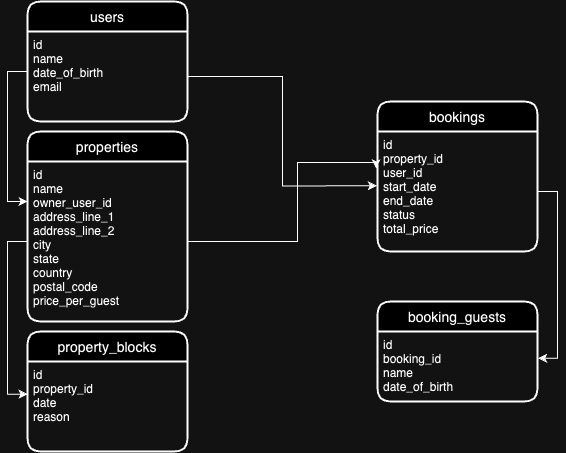 users
id
name
date_of_birth
email
properties
id
name
owner_user_id
address_line_1
address_line_2
city
state
country
postal_code
price_per_guest
property_blocks
id
property_id
date
reason
bookings
id
property_id
user_id
start_date
end_date
status
total_price
booking_guests
id
booking_id
name
date_of_birth